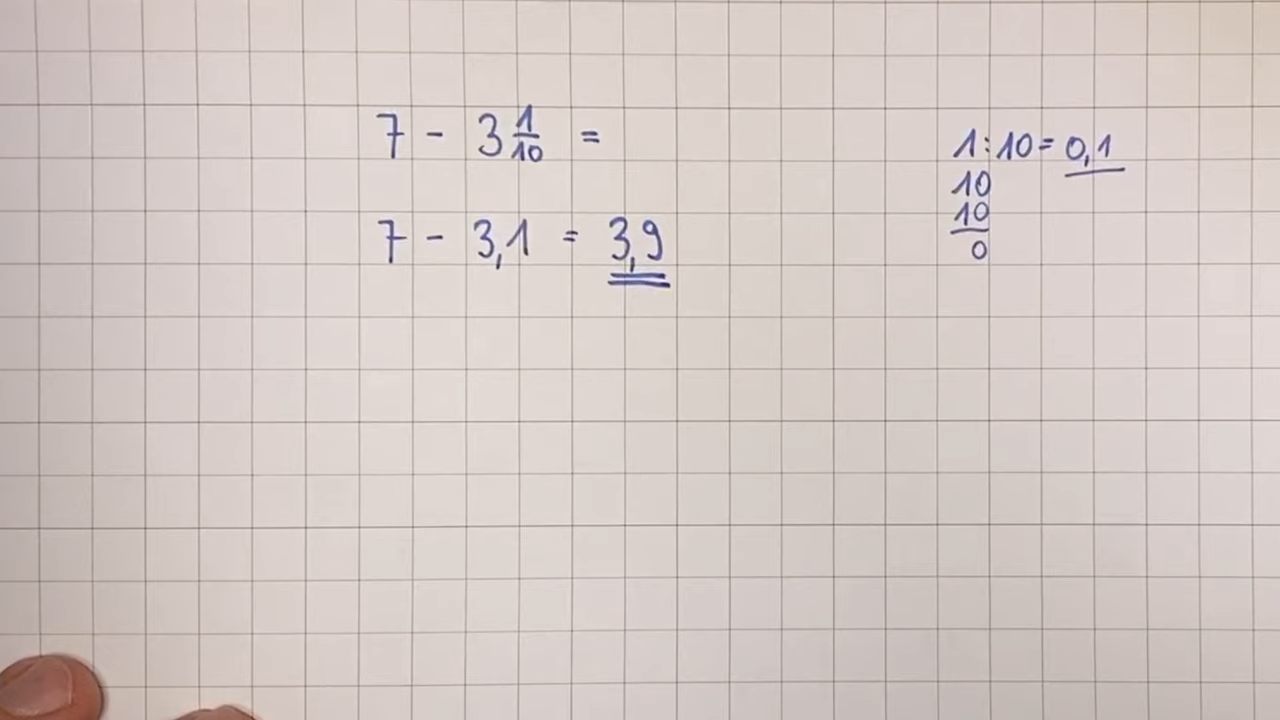 7 - 3 1/10 =
7 - 3,1 = 3,9
1:10 = 0,1
10
10
0